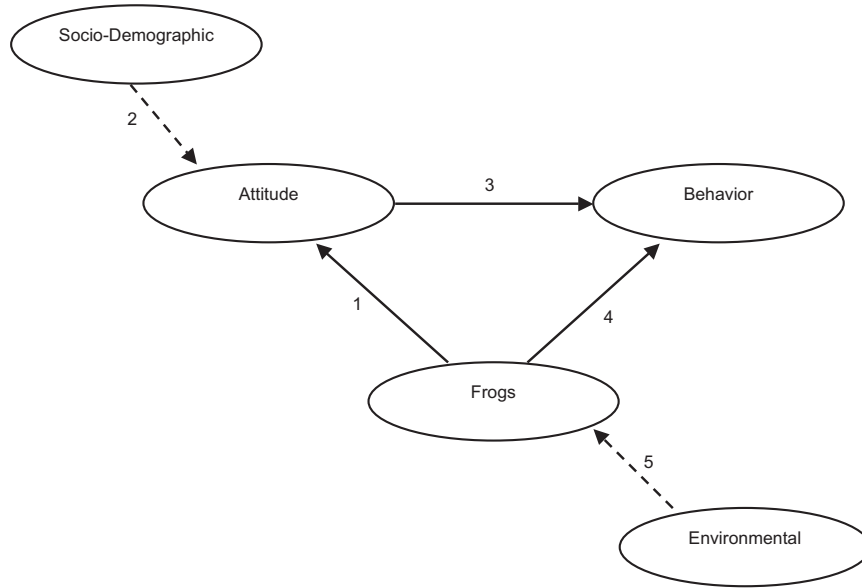 Socio-Demographic
2
Attitude
3
Behavior
1
4
Frogs
5
Environmental